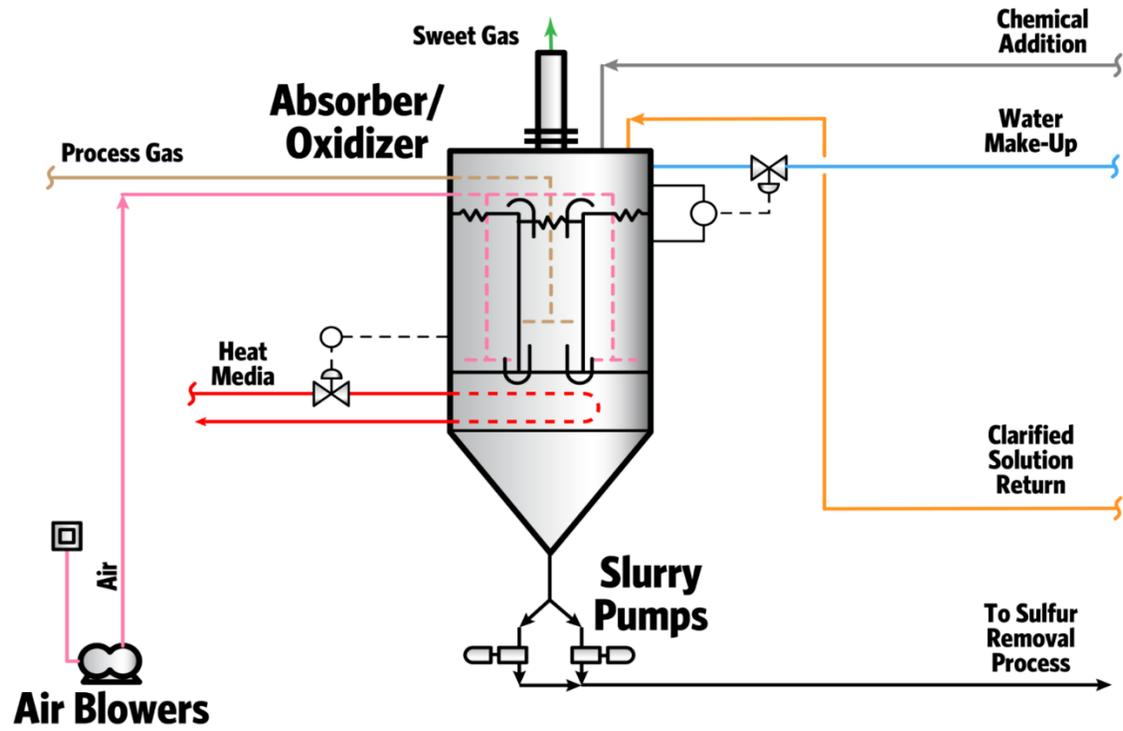 Sweet Gas
Chemical
Addition
Absorber/
Oxidizer
Water
Make-Up
Process Gas
Heat
Media
Clarified
Solution
Return
Air
Slurry
Pumps
To Sulfur
Removal
Process
Air Blowers